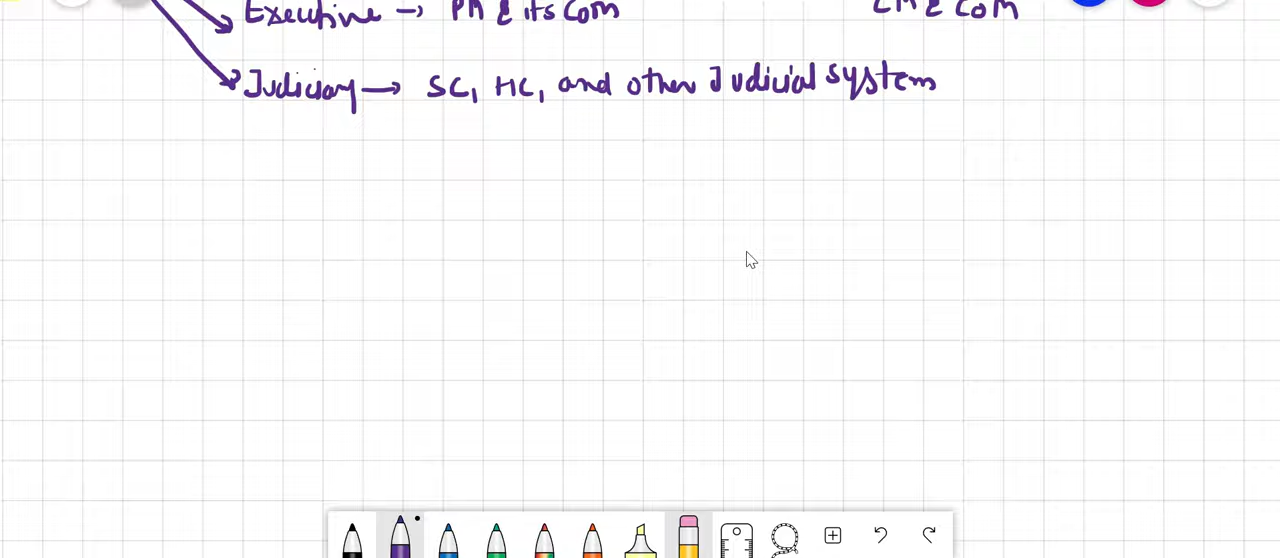 Executive → PM & its Com CM & COM
Judiciary → SC, HC, and other Judicial system